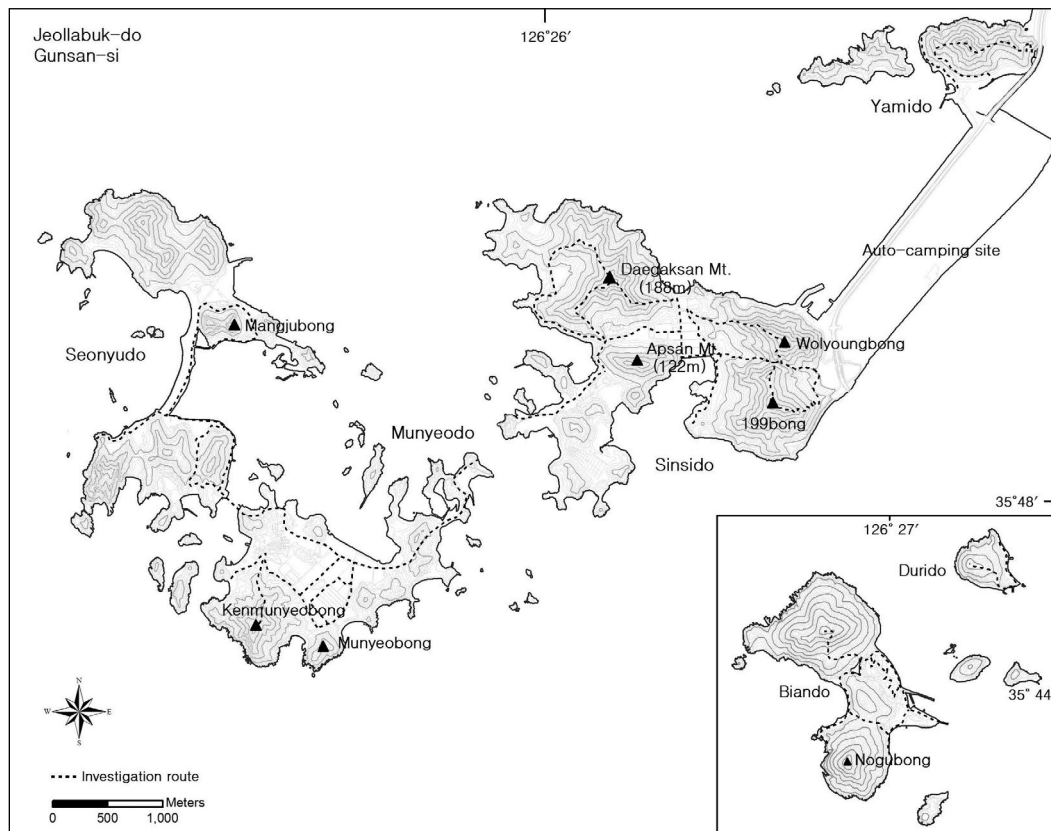 Jeollabuk-do
Gunsan-si
126°26'
Yamido
Auto-camping site
Daegaksan Mt.
(188m)
Mangjubong
Wolyoungbong
Seonyudo
Apsan Mt.
(122m)
199bong
Munyeodo
Sinsido
35°48'
126°27'
Durido
Kenmunyeobong
Munyeobong
Biando
35° 44'
Nogubong
N
W E
S
Investigation route
Meters
0 500 1,000